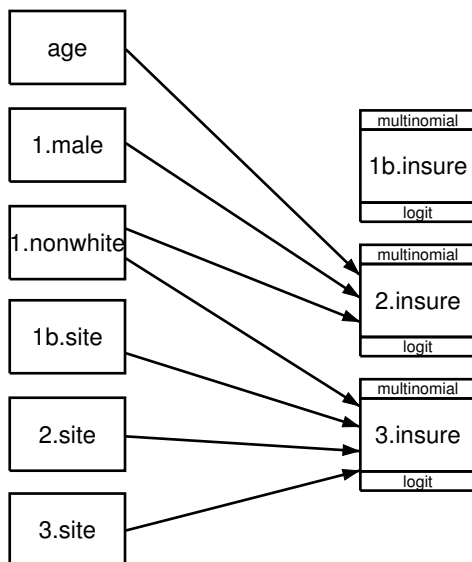 age
1.male
1.nonwhite
1b.site
2.site
3.site
multinomial
1b.insure
logit
multinomial
2.insure
logit
multinomial
3.insure
logit